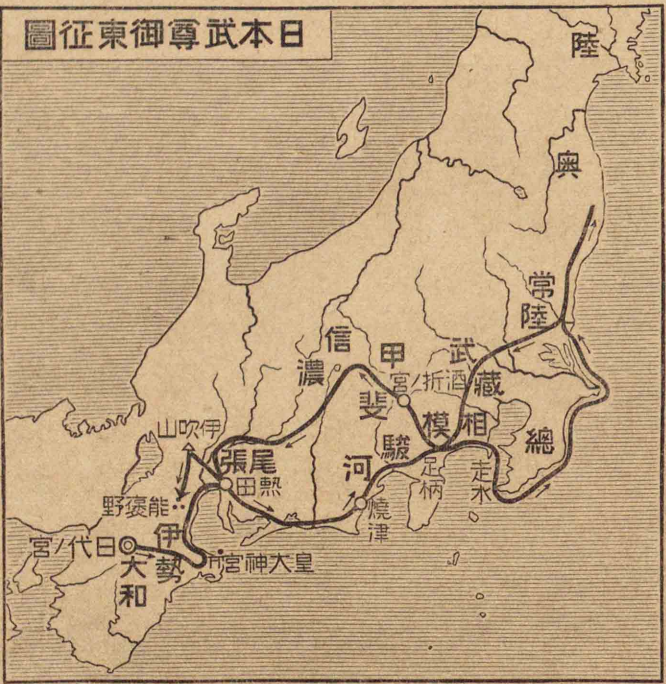 日本武尊御東征圖
陸奥
常陸
武藏
相模
總
甲斐
酒折ノ宮
信濃
駿河
足柄
走水
燒津
尾張
熱田
伊吹山
能褒野
伊勢
皇大神宮
日代ノ宮
大和